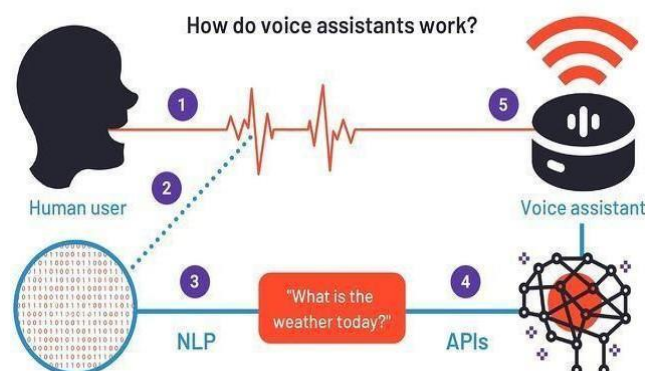 How do voice assistants work?
1
5
2
Human user
Voice assistant
3
4
"What is the
weather today?"
NLP
APIs